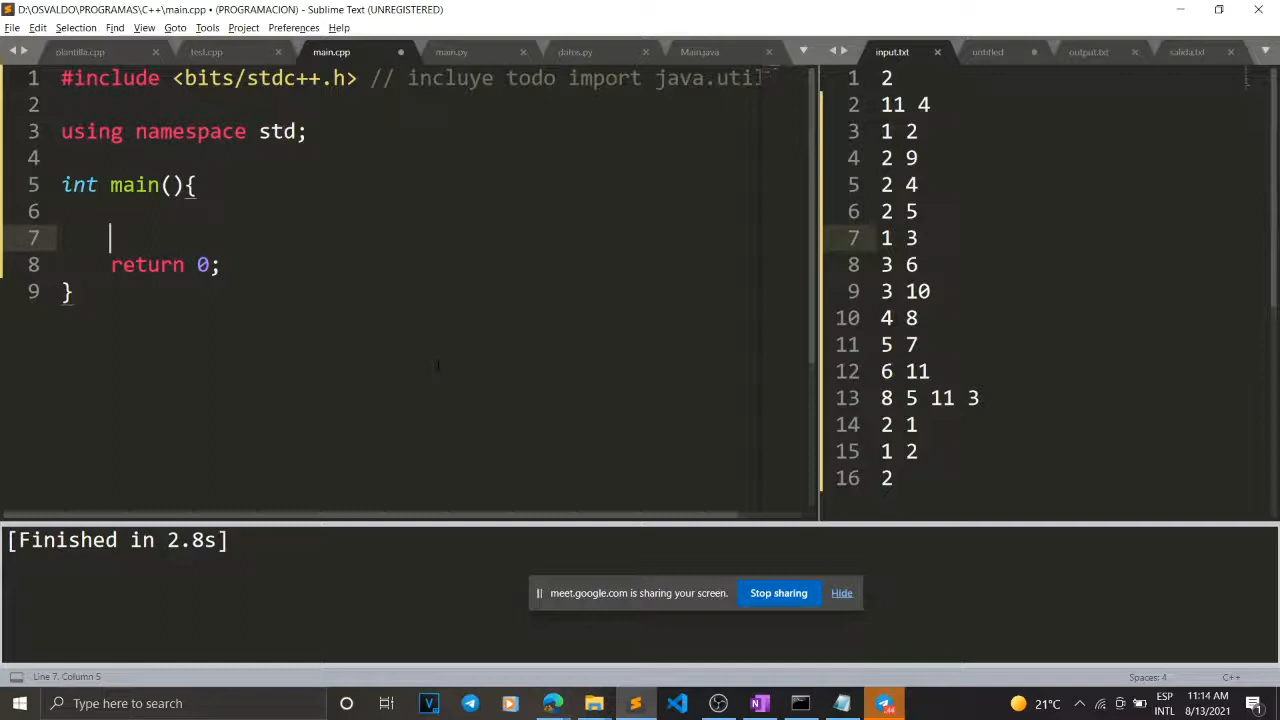 D:\OSVALDO\PROGRAMAS\C++\main.cpp • (PROGRAMACION) - Sublime Text (UNREGISTERED)
File Edit Selection Find View Goto Tools Project Preferences Help
plantilla.cpp test.cpp main.cpp main.py datos.py Main.java input.txt untitled output.txt salida.txt
1 #include <bits/stdc++.h> // incluye todo import java.util
2
3 using namespace std;
4
5 int main(){
6
7
8 return 0;
9 }
1 2
2 11 4
3 1 2
4 2 9
5 2 4
6 2 5
7 1 3
8 3 6
9 3 10
10 4 8
11 5 7
12 6 11
13 8 5 11 3
14 2 1
15 1 2
16 2
[Finished in 2.8s]
meet.google.com is sharing your screen. Stop sharing Hide
Line 7, Column 5 Spaces: 4 C++
Type here to search
44
21°C
ESP
INTL
11:14 AM
8/13/2021